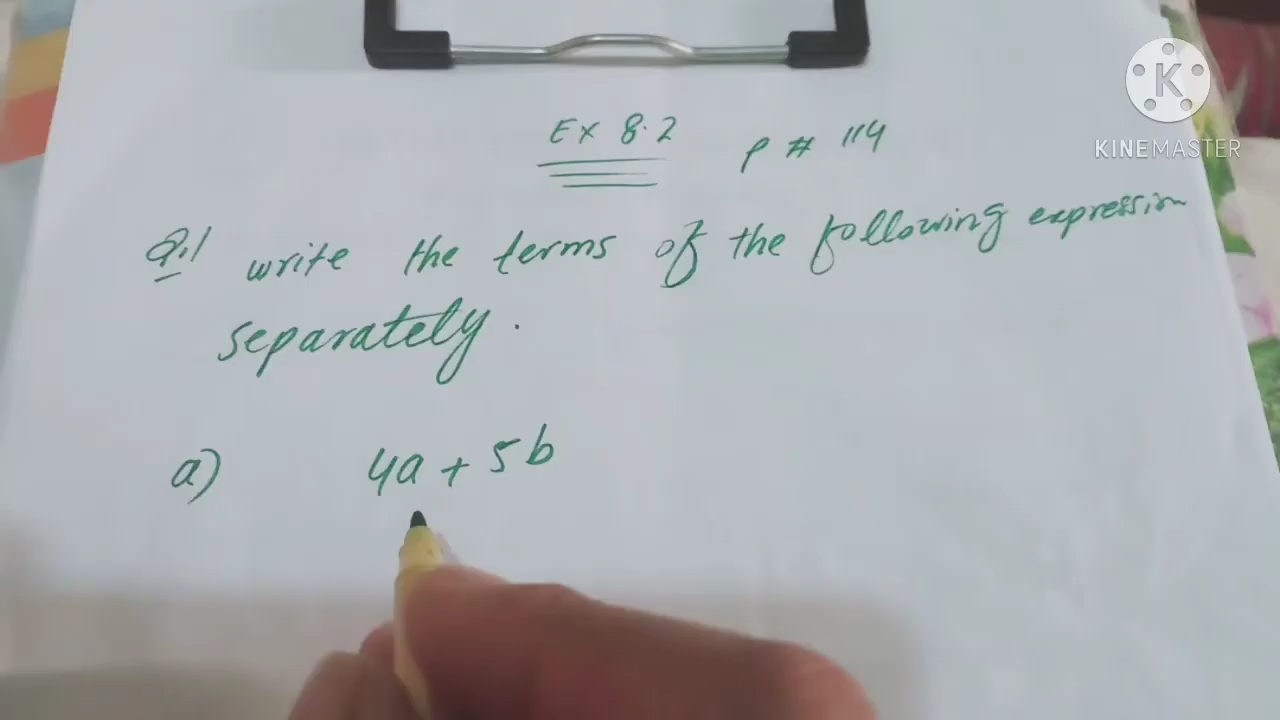 Ex 8.2 P # 114
Q.1 write the terms of the following expression
separately.
a) 4a + 5b
K
KINEMASTER